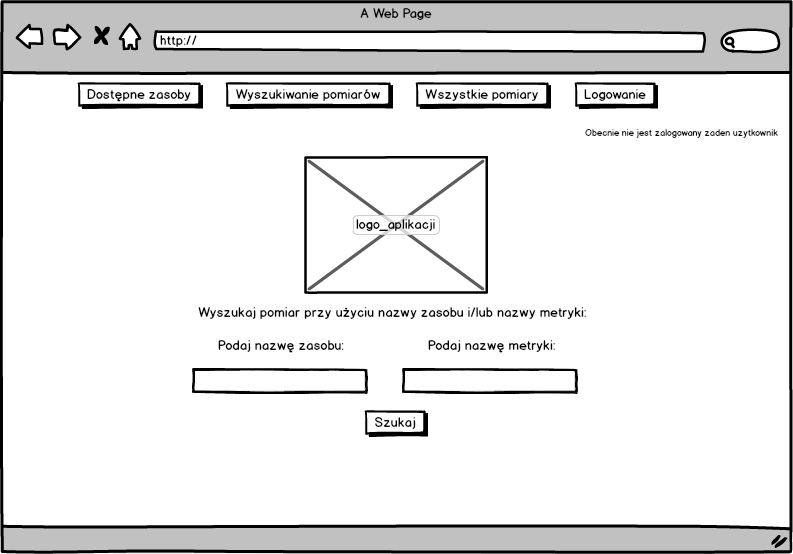 A Web Page
http://
Dostępne zasoby
Wyszukiwanie pomiarów
Wszystkie pomiary
Logowanie
Obecnie nie jest zalogowany zaden uzytkownik
logo_aplikacji
Wyszukaj pomiar przy użyciu nazwy zasobu i/lub nazwy metryki:
Podaj nazwę zasobu:
Podaj nazwę metryki:
Szukaj